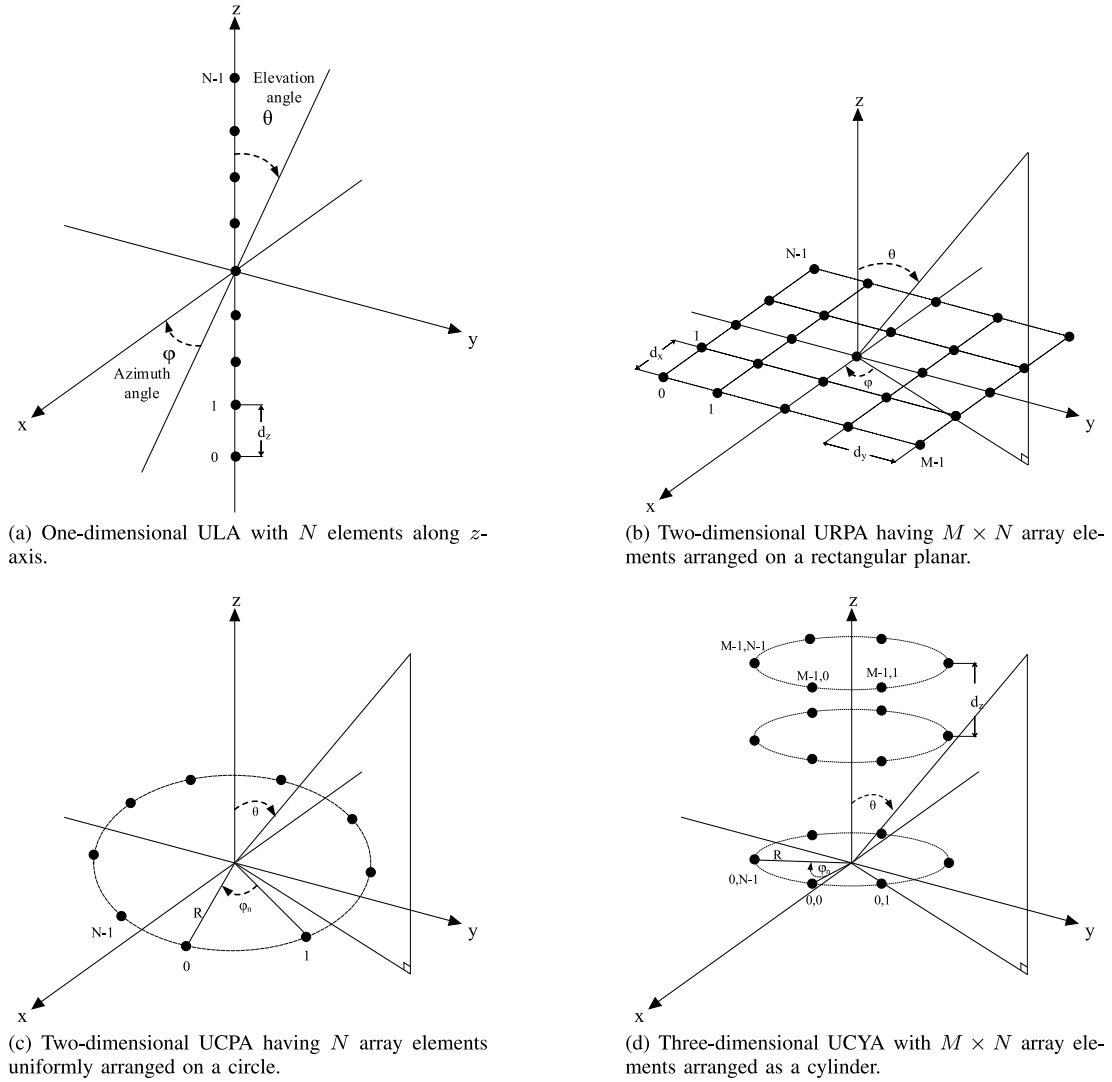 z
N-1
Elevation
angle
θ
φ
Azimuth
angle
1
d_z
0
x
y
(a) One-dimensional ULA with N elements along z-
axis.
z
N-1
θ
1
d_x
0
1
φ
d_y
M-1
y
x
(b) Two-dimensional URPA having M × N array ele-
ments arranged on a rectangular planar.
z
θ
φ_n
R
N-1
0
1
y
x
(c) Two-dimensional UCPA having N array elements
uniformly arranged on a circle.
z
M-1,N-1
M-1,0
M-1,1
d_z
θ
R
φ_n
0,N-1
0,0
0,1
y
x
(d) Three-dimensional UCYA with M × N array ele-
ments arranged as a cylinder.